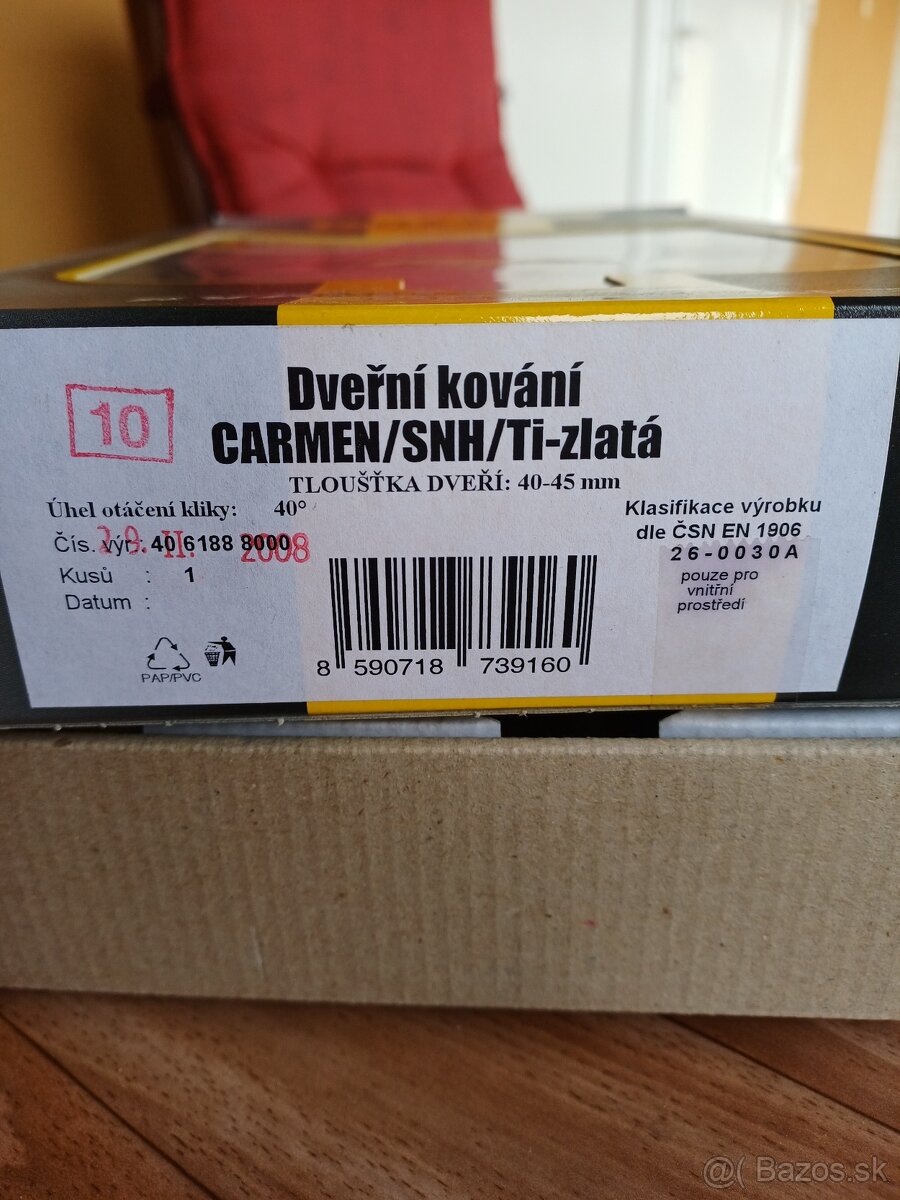 Dveřní kování
CARMEN/SNH/Ti-zlatá
10
TLOUŠŤKA DVEŘÍ: 40-45 mm
Úhel otáčení kliky: 40°
Čís. výr.: 40 6188 8000
29. II. 2008
Kusů : 1
Datum :
PAP/PVC
8 590718 739160
Klasifikace výrobku
dle ČSN EN 1906
26-0030A
pouze pro
vnitřní
prostředí
@( Bazos.sk